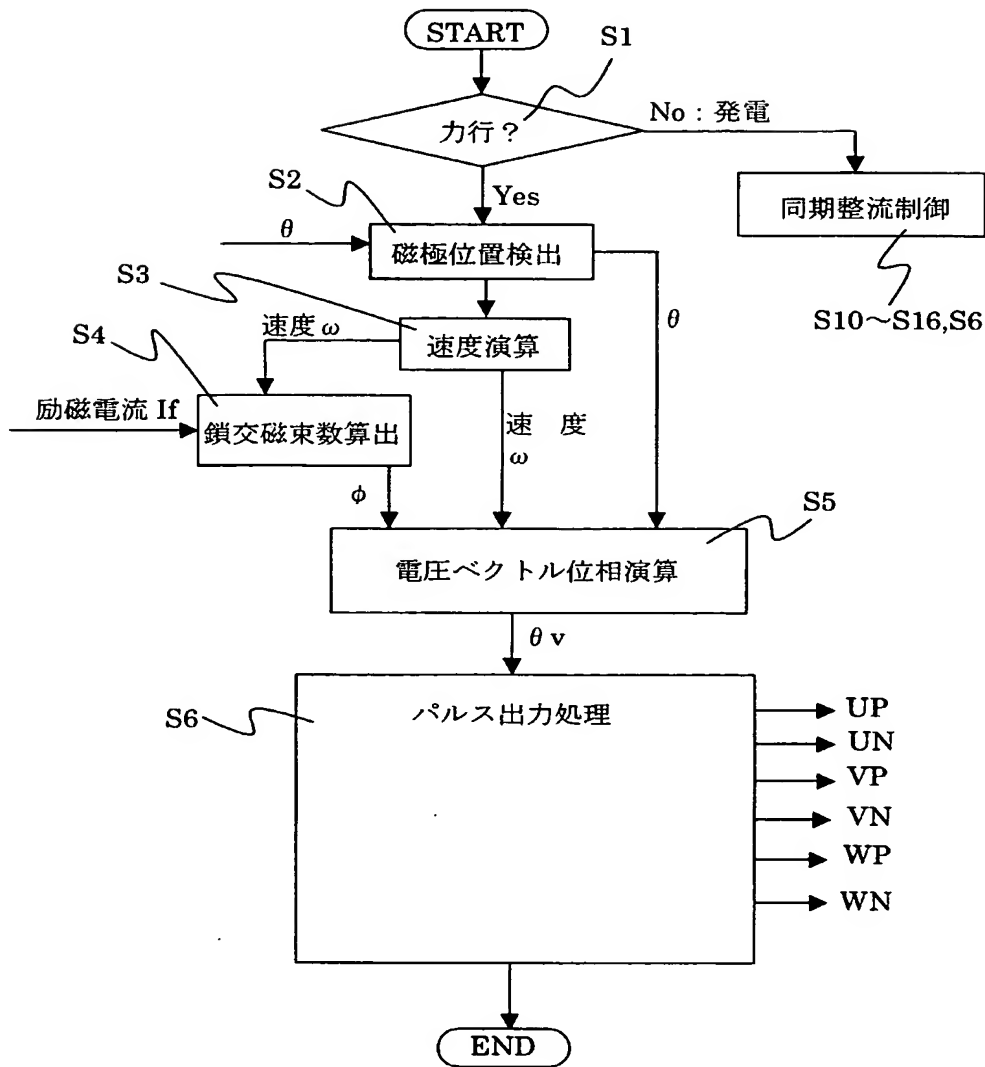 START
S1
力行？
No：発電
Yes
同期整流制御
S10～S16,S6
S2
θ
磁極位置検出
θ
S3
速度ω
速度演算
S4
励磁電流 If
鎖交磁束数算出
速　度
ω
φ
S5
電圧ベクトル位相演算
θv
S6
パルス出力処理
UP
UN
VP
VN
WP
WN
END